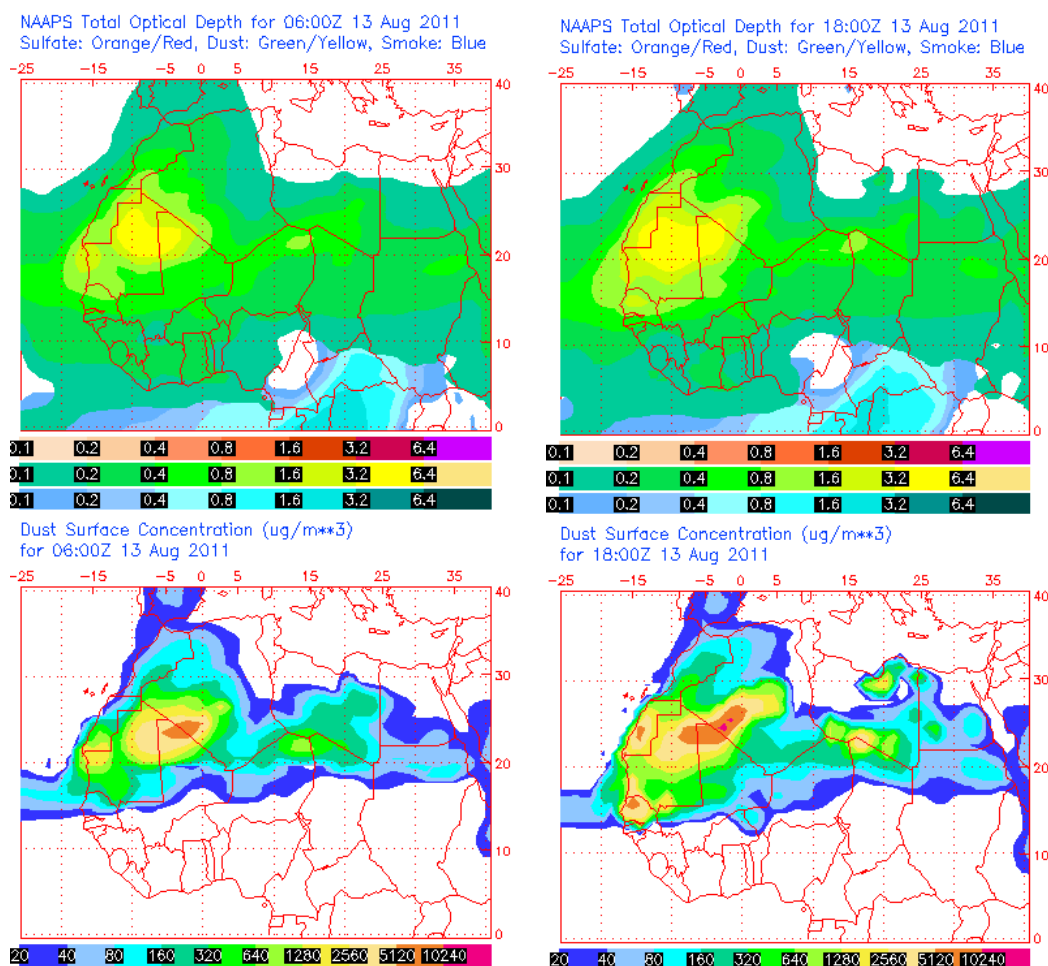 NAAPS Total Optical Depth for 06:00Z 13 Aug 2011
Sulfate: Orange/Red, Dust: Green/Yellow, Smoke: Blue
-25 -15 -5 0 5 15 25 35
40
30
20
10
0
0.1 0.2 0.4 0.8 1.6 3.2 6.4
0.1 0.2 0.4 0.8 1.6 3.2 6.4
0.1 0.2 0.4 0.8 1.6 3.2 6.4
NAAPS Total Optical Depth for 18:00Z 13 Aug 2011
Sulfate: Orange/Red, Dust: Green/Yellow, Smoke: Blue
-25 -15 -5 0 5 15 25 35
40
30
20
10
0
0.1 0.2 0.4 0.8 1.6 3.2 6.4
0.1 0.2 0.4 0.8 1.6 3.2 6.4
0.1 0.2 0.4 0.8 1.6 3.2 6.4
Dust Surface Concentration (ug/m**3)
for 06:00Z 13 Aug 2011
-25 -15 -5 0 5 15 25 35
40
30
20
10
0
20 40 80 160 320 640 1280 2560 5120 10240
Dust Surface Concentration (ug/m**3)
for 18:00Z 13 Aug 2011
-25 -15 -5 0 5 15 25 35
40
30
20
10
0
20 40 80 160 320 640 1280 2560 5120 10240